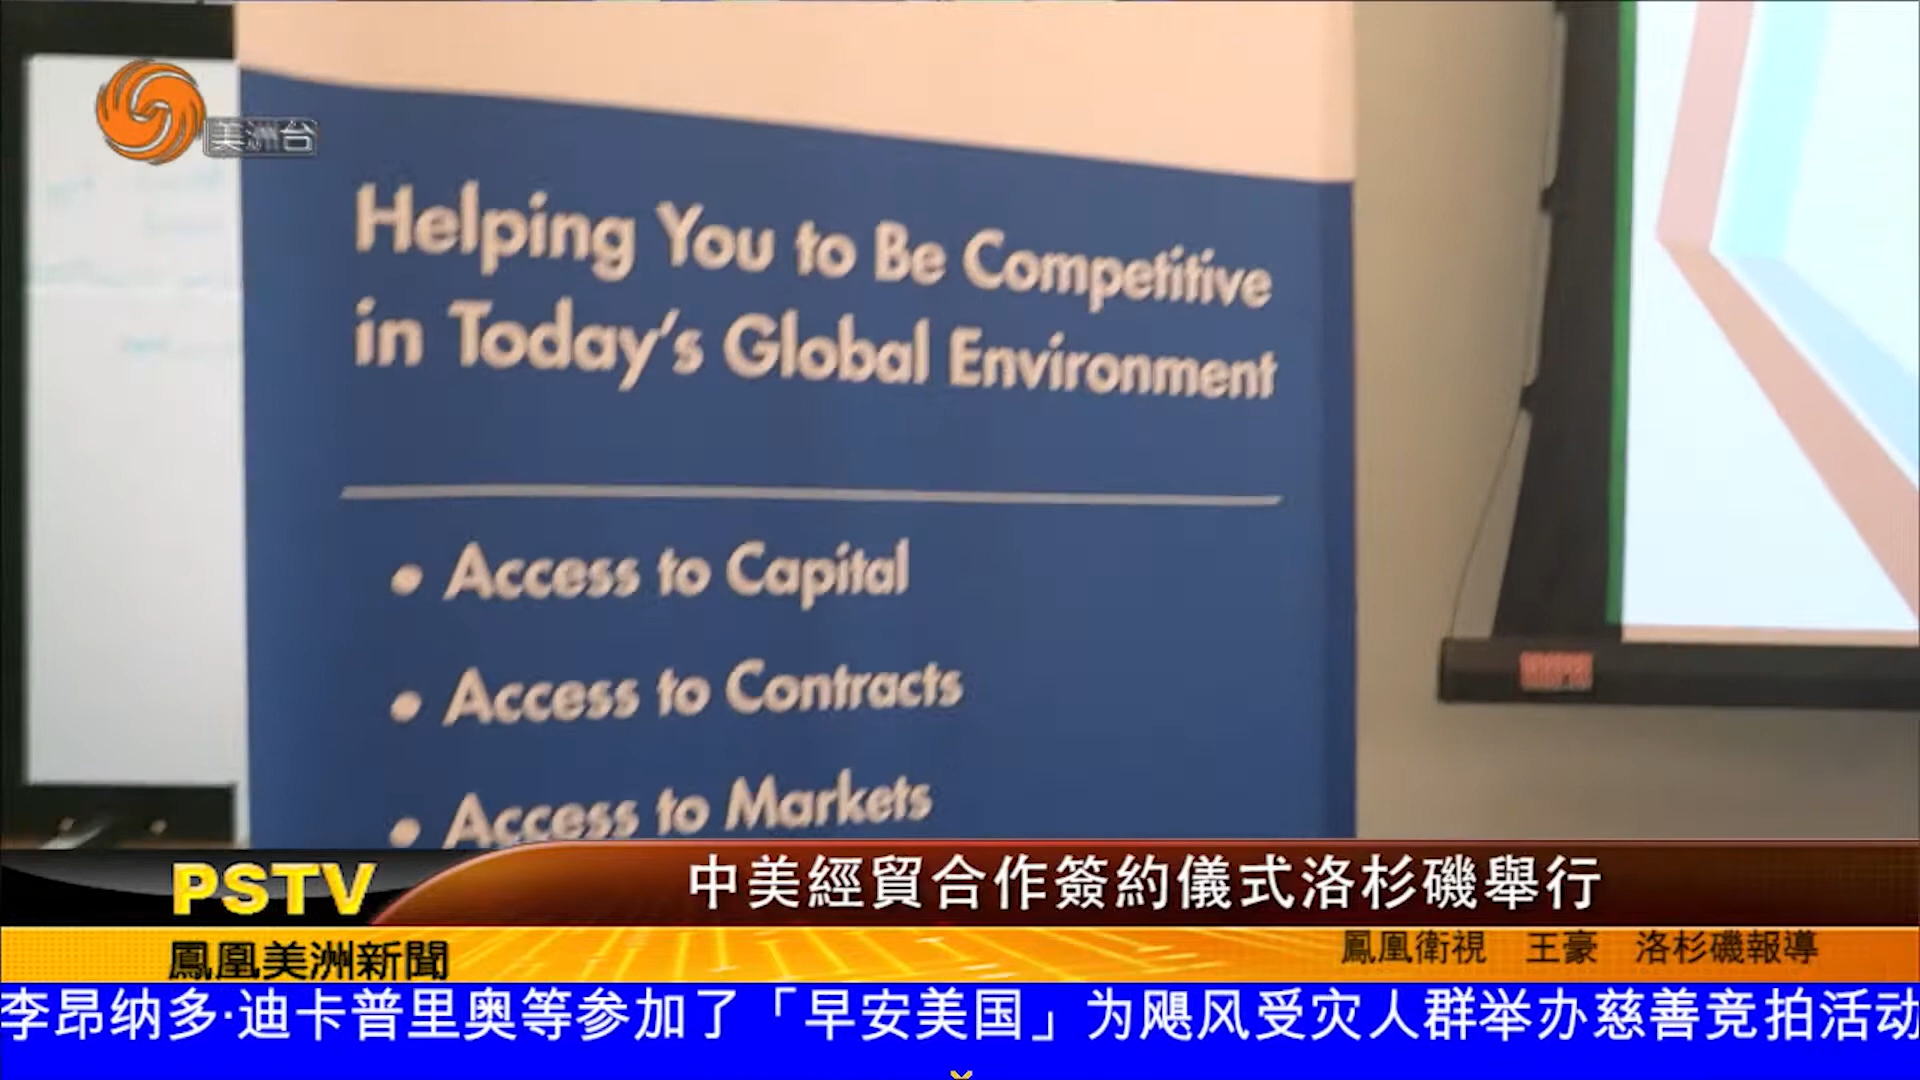 美洲台
Helping You to Be Competitive
in Today's Global Environment
• Access to Capital
• Access to Contracts
• Access to Markets
PSTV
中美經貿合作簽約儀式洛杉磯舉行
鳳凰美洲新聞
鳳凰衛視 王豪 洛杉磯報導
李昂纳多·迪卡普里奥等参加了「早安美国」为飓风受灾人群举办慈善竞拍活动